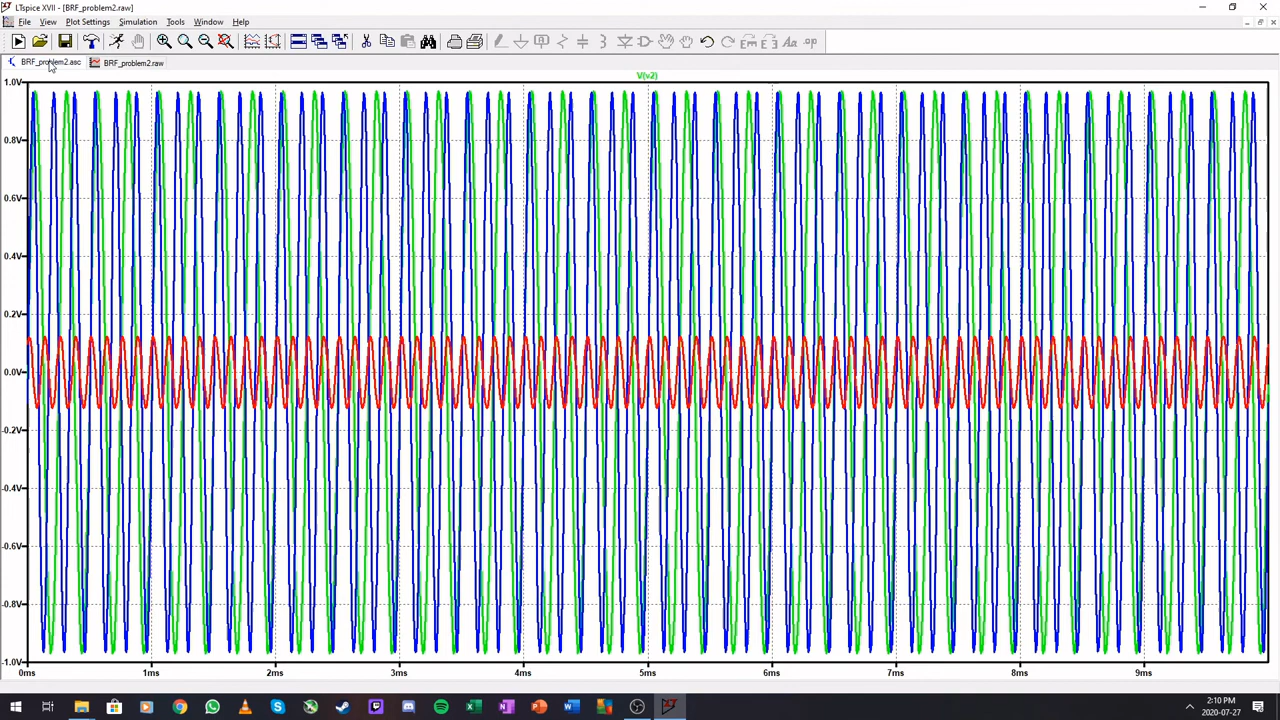 LTspice XVII - [BRF_problem2.raw]
File View Plot Settings Simulation Tools Window Help
BRF_problem2.asc BRF_problem2.raw
V(v2)
1.0V
0.8V
0.6V
0.4V
0.2V
0.0V
-0.2V
-0.4V
-0.6V
-0.8V
-1.0V
0ms 1ms 2ms 3ms 4ms 5ms 6ms 7ms 8ms 9ms
2:10 PM
2020-07-27